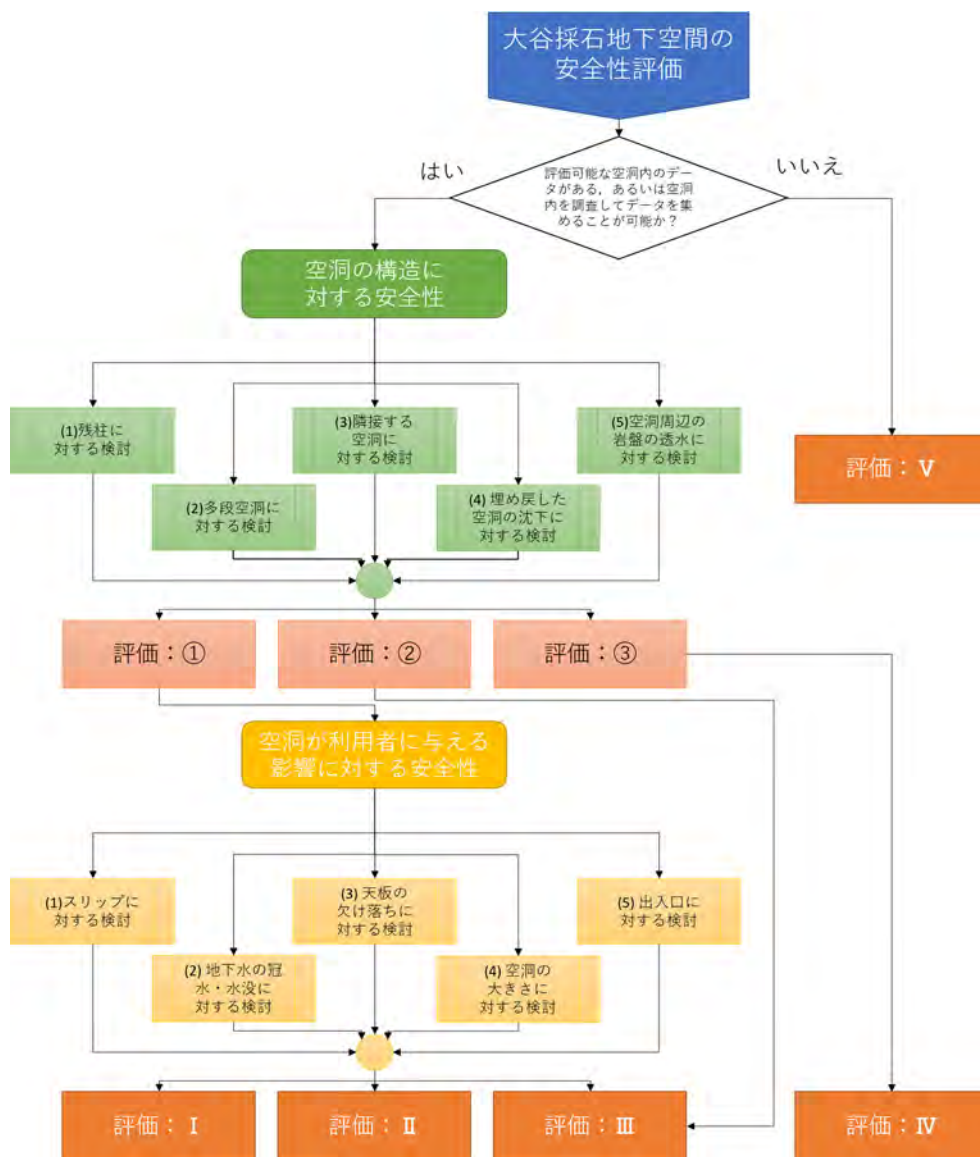 大谷採石地下空間の
安全性評価
はい
いいえ
評価可能な空洞内のデー
タがある，あるいは空洞
内を調査してデータを集
めることが可能か？
空洞の構造に
対する安全性
(1)残柱に
対する検討
(2)多段空洞に
対する検討
(3)隣接する
空洞に
対する検討
(4) 埋め戻した
空洞の沈下に
対する検討
(5)空洞周辺の
岩盤の透水に
対する検討
評価：Ⅴ
評価：①
評価：②
評価：③
空洞が利用者に与える
影響に対する安全性
(1)スリップに
対する検討
(2) 地下水の冠
水・水没に
対する検討
(3) 天板の
欠け落ちに
対する検討
(4) 空洞の
大きさに
対する検討
(5) 出入口に
対する検討
評価：Ⅰ
評価：Ⅱ
評価：Ⅲ
評価：Ⅳ